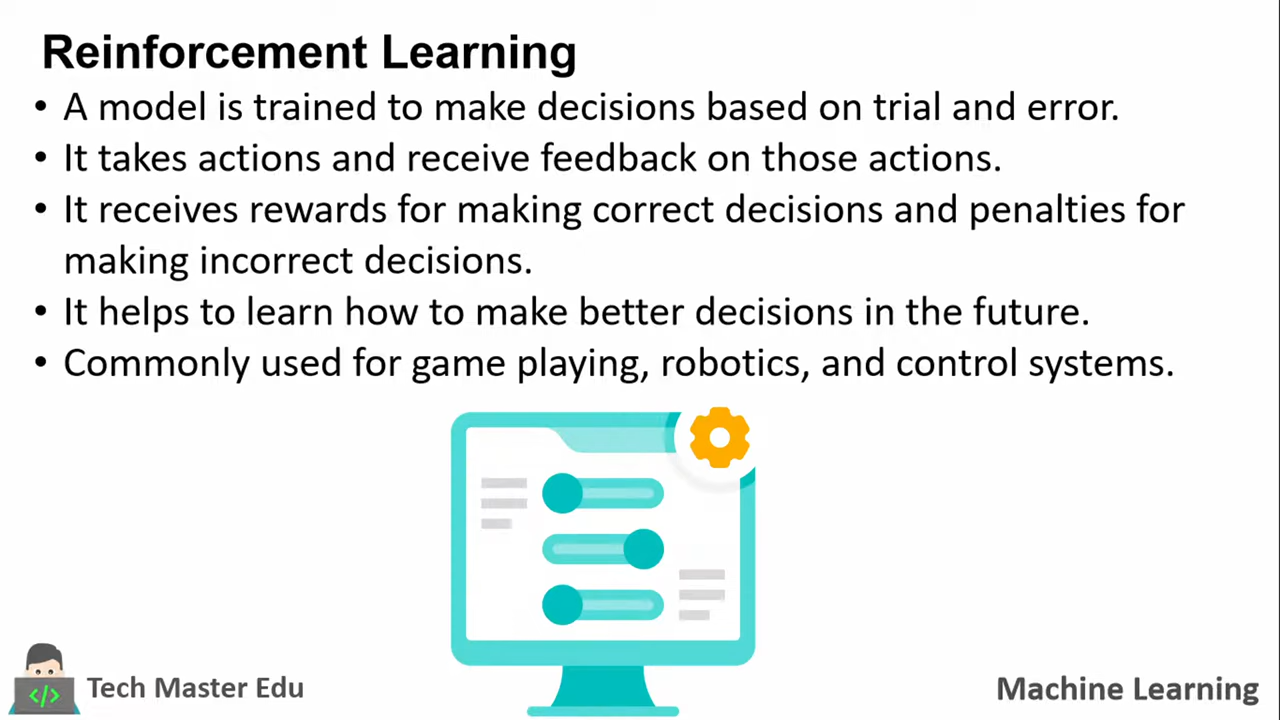 Reinforcement Learning
• A model is trained to make decisions based on trial and error.
• It takes actions and receive feedback on those actions.
• It receives rewards for making correct decisions and penalties for
making incorrect decisions.
• It helps to learn how to make better decisions in the future.
• Commonly used for game playing, robotics, and control systems.
</>
Tech Master Edu
Machine Learning